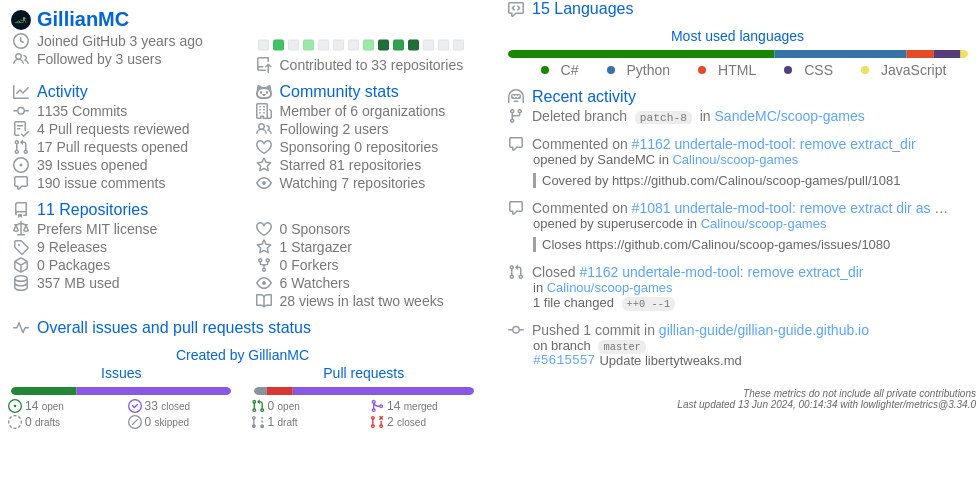 GillianMC
Joined GitHub 3 years ago
Followed by 3 users
Contributed to 33 repositories
Activity
1135 Commits
4 Pull requests reviewed
17 Pull requests opened
39 Issues opened
190 issue comments
Community stats
Member of 6 organizations
Following 2 users
Sponsoring 0 repositories
Starred 81 repositories
Watching 7 repositories
11 Repositories
Prefers MIT license
9 Releases
0 Packages
357 MB used
0 Sponsors
1 Stargazer
0 Forkers
6 Watchers
28 views in last two weeks
Overall issues and pull requests status
Created by GillianMC
Issues
14 open
33 closed
0 drafts
0 skipped
Pull requests
0 open
14 merged
1 draft
2 closed
15 Languages
Most used languages
C# Python HTML CSS JavaScript
Recent activity
Deleted branch patch-8 in SandeMC/scoop-games
Commented on #1162 undertale-mod-tool: remove extract_dir
opened by SandeMC in Calinou/scoop-games
Covered by https://github.com/Calinou/scoop-games/pull/1081
Commented on #1081 undertale-mod-tool: remove extract dir as …
opened by superusercode in Calinou/scoop-games
Closes https://github.com/Calinou/scoop-games/issues/1080
Closed #1162 undertale-mod-tool: remove extract_dir
in Calinou/scoop-games
1 file changed ++0 --1
Pushed 1 commit in gillian-guide/gillian-guide.github.io
on branch master
#5615557 Update libertytweaks.md
These metrics do not include all private contributions
Last updated 13 Jun 2024, 00:14:34 with lowlighter/metrics@3.34.0